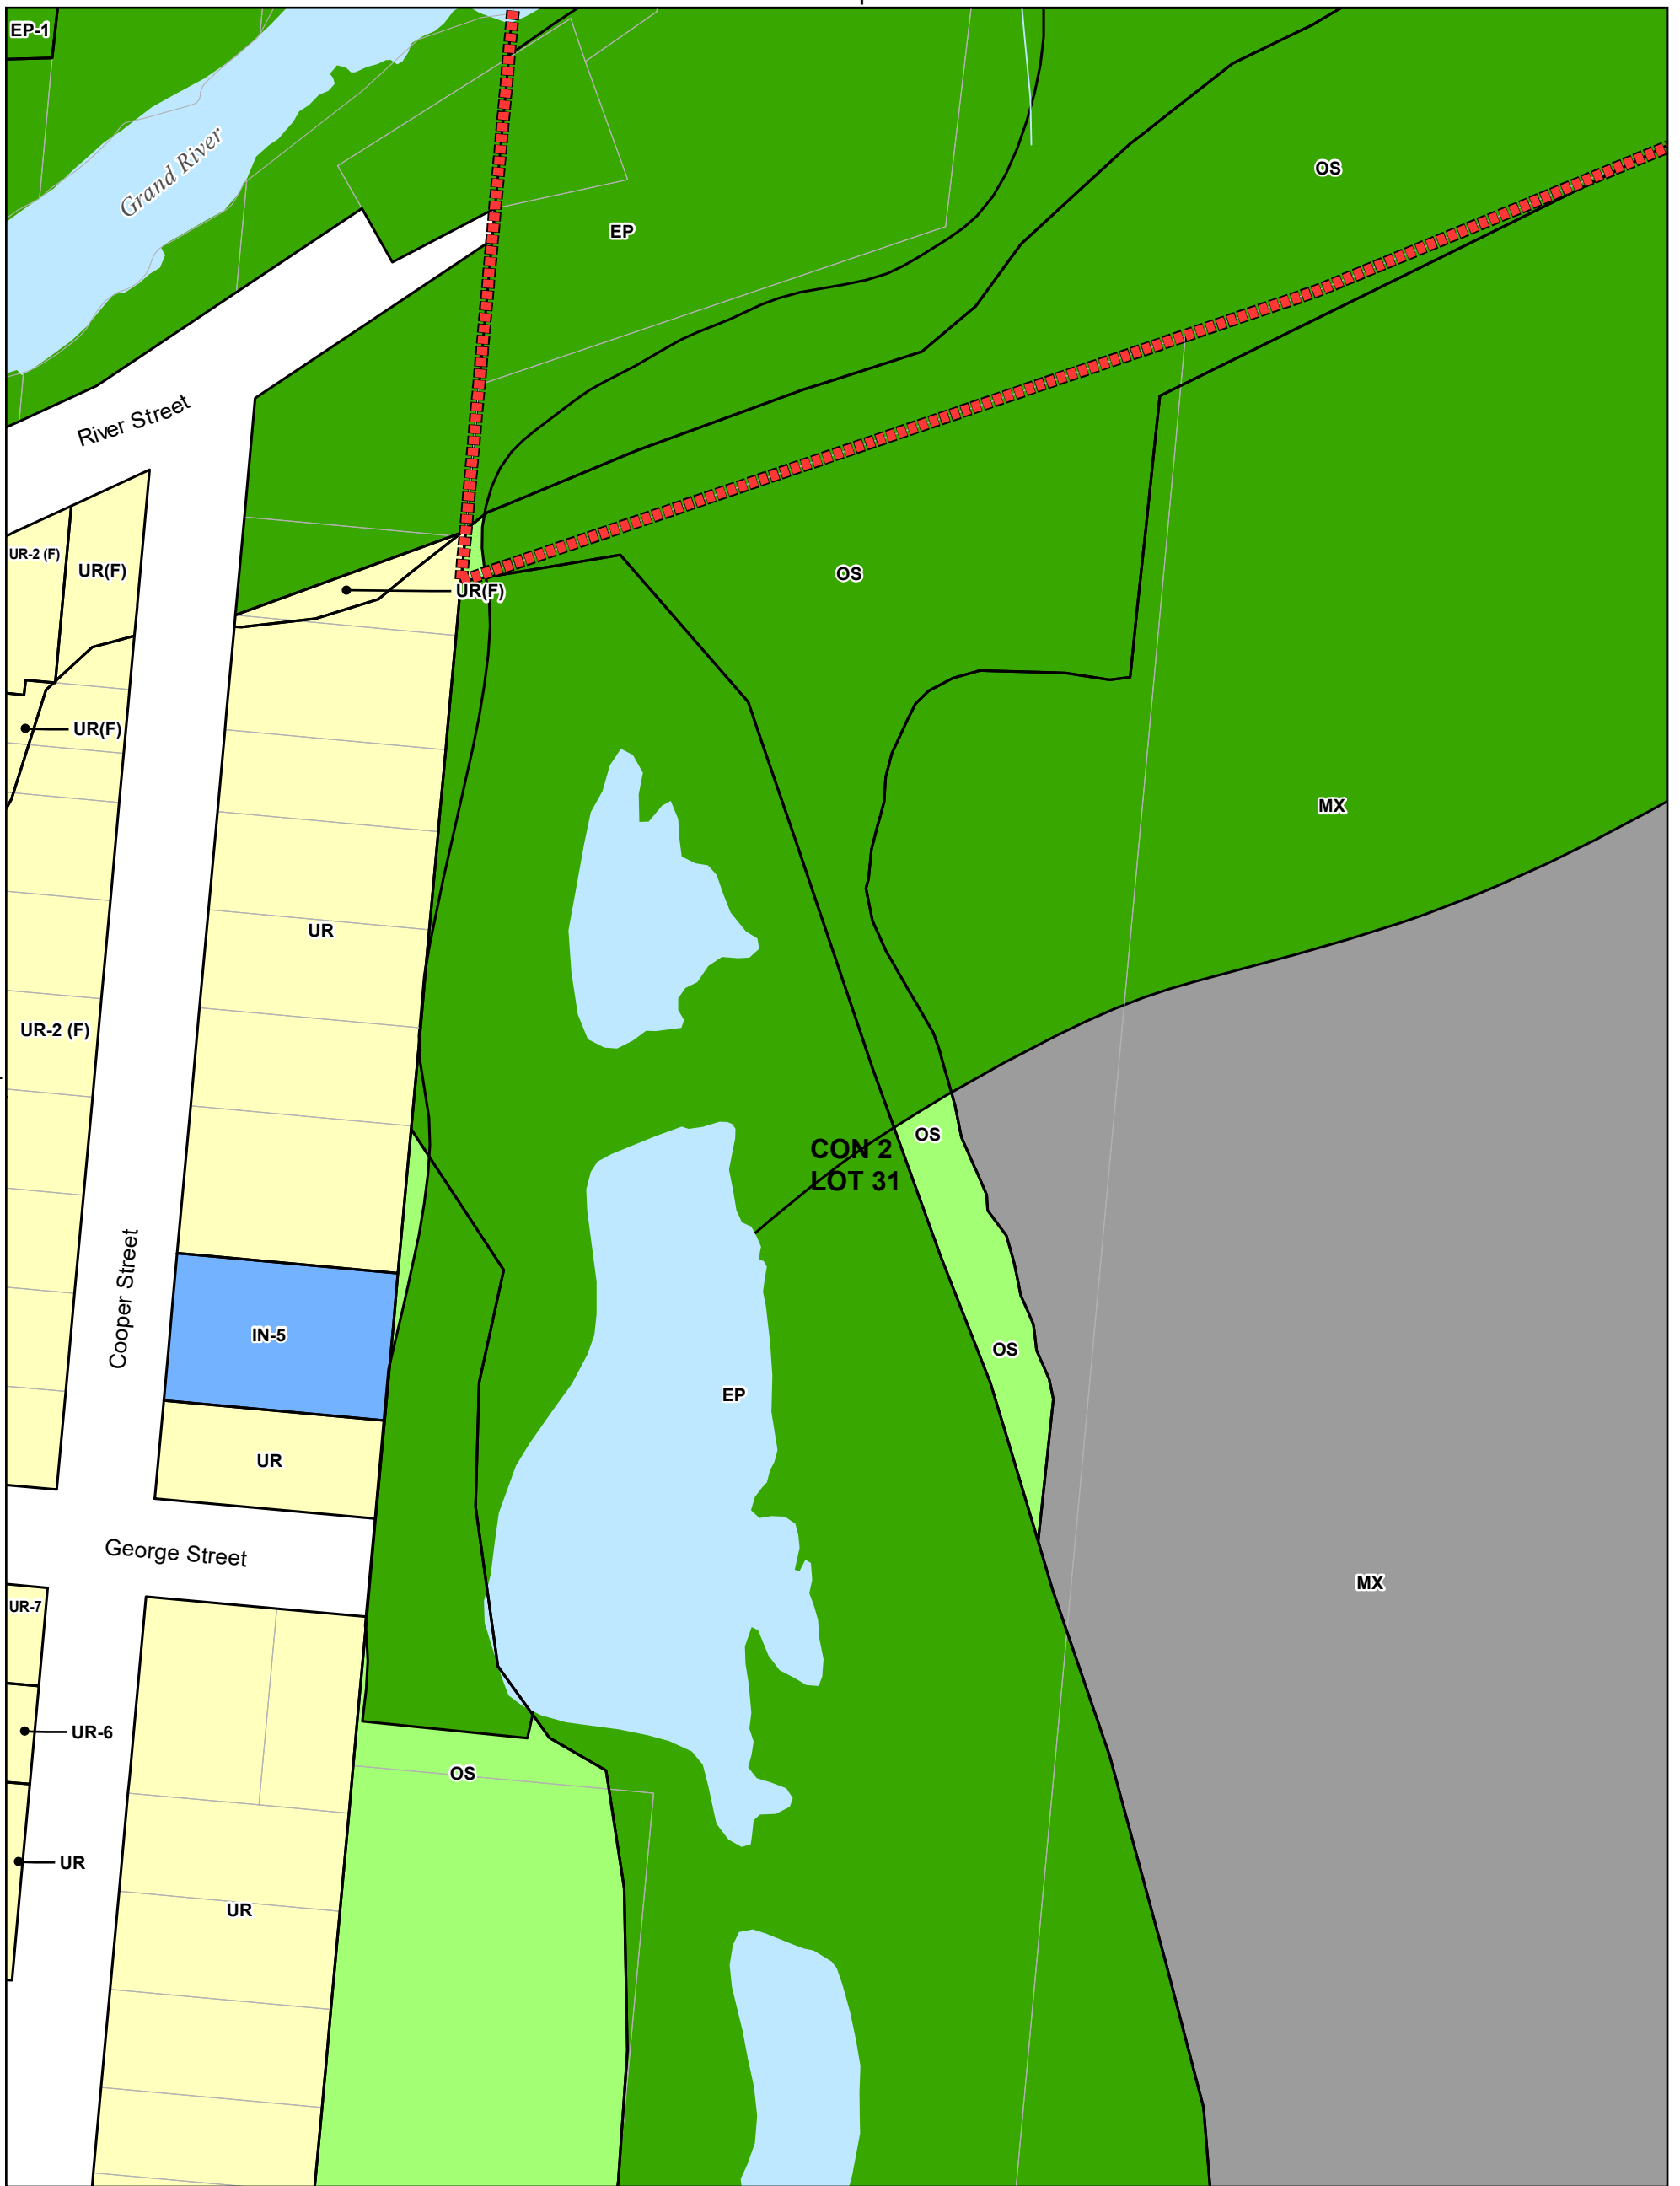 EP-1
Grand River
OS
EP
River Street
UR-2 (F)
UR(F)
OS
UR(F)
UR(F)
MX
UR
UR-2 (F)
OS
CON 2
LOT 31
Cooper Street
IN-5
OS
EP
UR
George Street
MX
UR-7
UR-6
OS
UR
UR